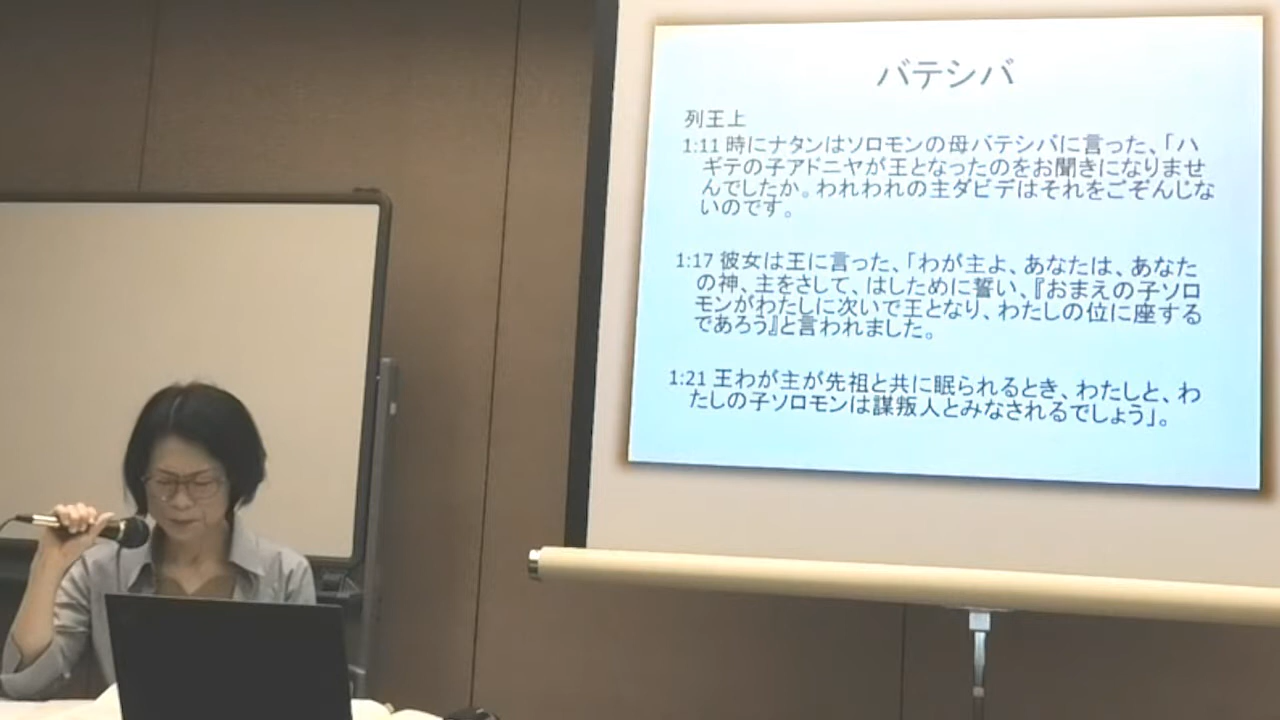 バテシバ
列王上
1:11 時にナタンはソロモンの母バテシバに言った、「ハ
ギテの子アドニヤが王となったのをお聞きになりませ
んでしたか。われわれの主ダビデはそれをごぞんじな
いのです。
1:17 彼女は王に言った、「わが主よ、あなたは、あなた
の神、主をさして、はしために誓い、『おまえの子ソロ
モンがわたしに次いで王となり、わたしの位に座する
であろう』と言われました。
1:21 王わが主が先祖と共に眠られるとき、わたしと、わ
たしの子ソロモンは謀叛人とみなされるでしょう」。